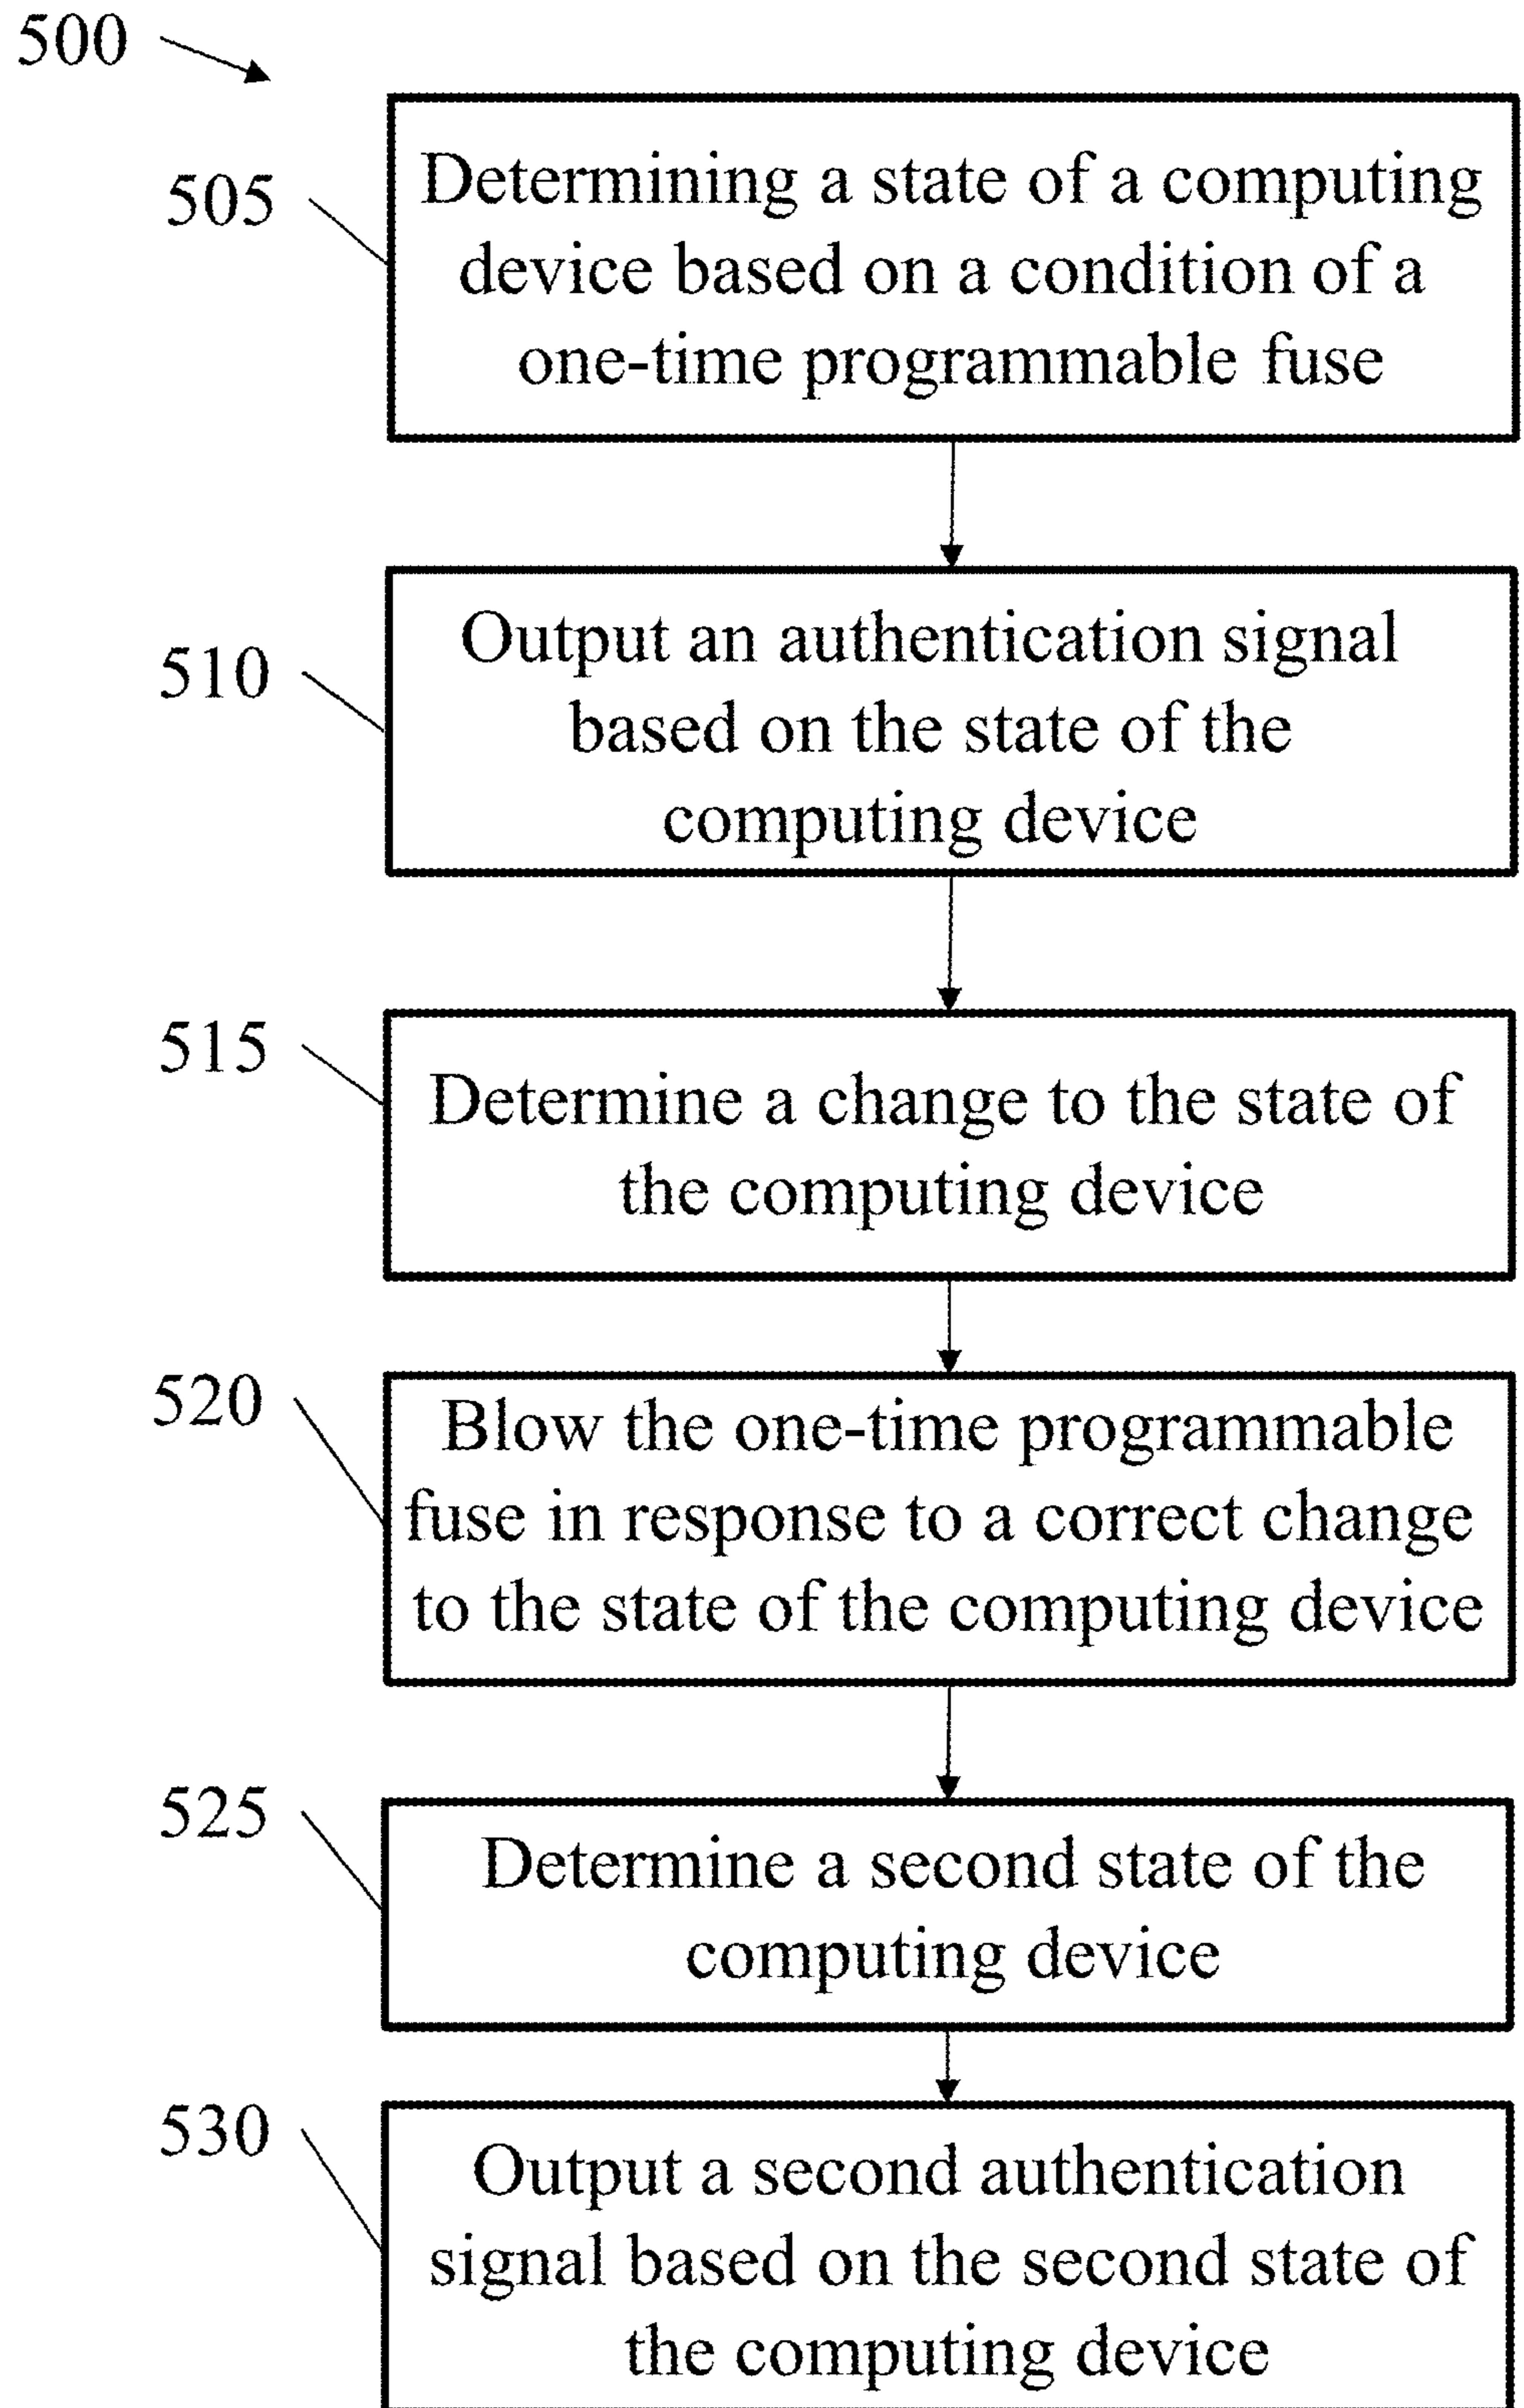 500
505
Determining a state of a computing
device based on a condition of a
one-time programmable fuse
510
Output an authentication signal
based on the state of the
computing device
515
Determine a change to the state of
the computing device
520
Blow the one-time programmable
fuse in response to a correct change
to the state of the computing device
525
Determine a second state of the
computing device
530
Output a second authentication
signal based on the second state of
the computing device